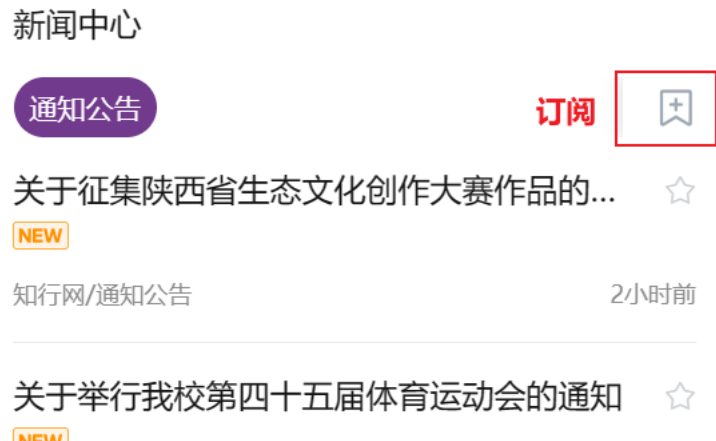 新闻中心
通知公告 订阅
关于征集陕西省生态文化创作大赛作品的...
NEW
知行网/通知公告 2小时前
关于举行我校第四十五届体育运动会的通知
NEW